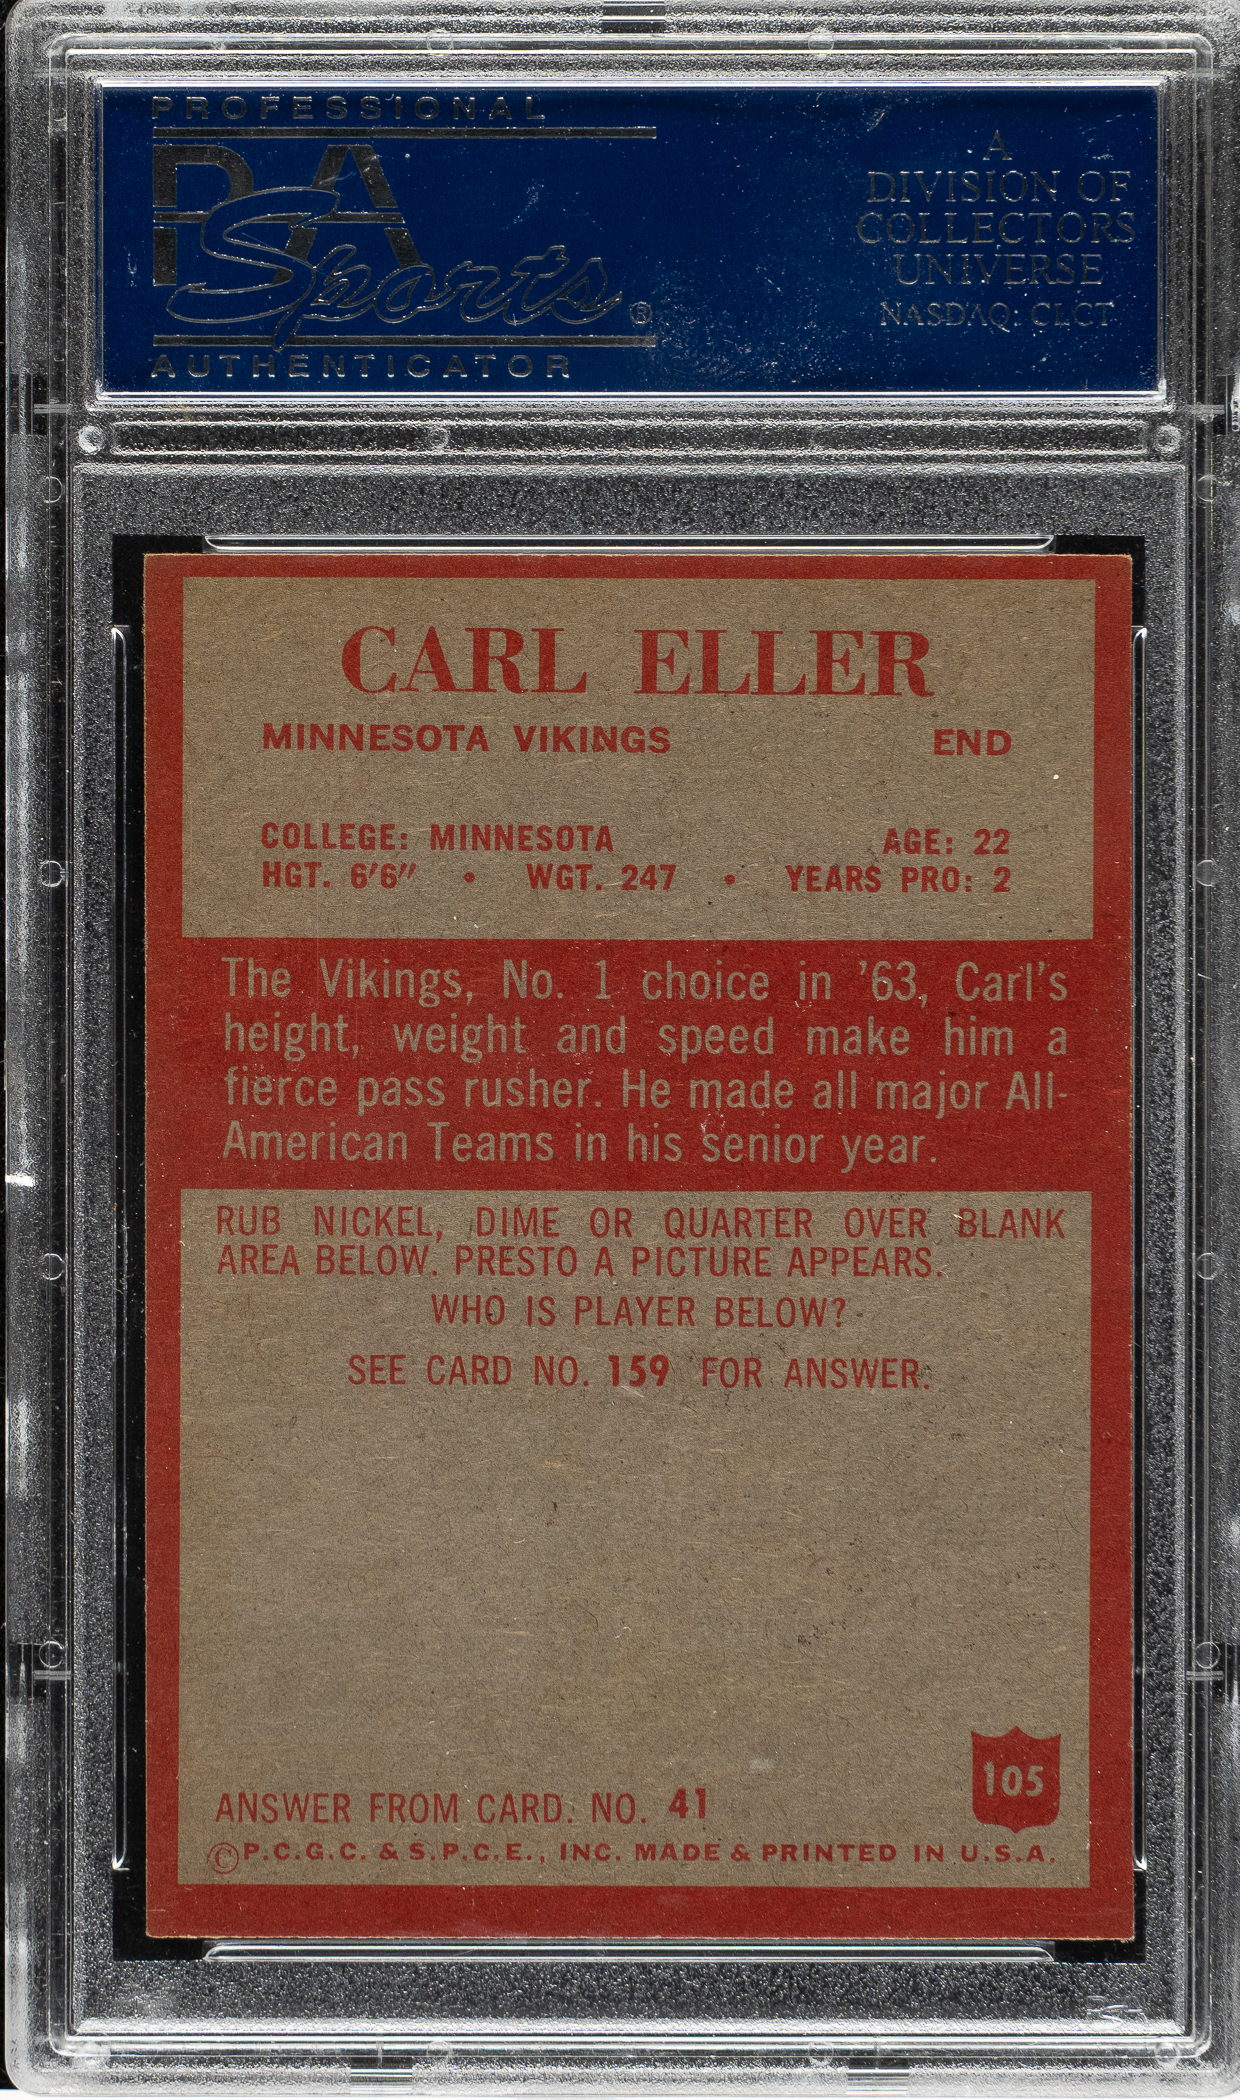 PROFESSIONAL
PSA
Sports®
AUTHENTICATOR
A
DIVISION OF
COLLECTORS
UNIVERSE
NASDAQ: CLCT
CARL ELLER
MINNESOTA VIKINGS END
COLLEGE: MINNESOTA AGE: 22
HGT. 6'6" • WGT. 247 • YEARS PRO: 2
The Vikings, No. 1 choice in '63, Carl's
height, weight and speed make him a
fierce pass rusher. He made all major All-
American Teams in his senior year.
RUB NICKEL, DIME OR QUARTER OVER BLANK
AREA BELOW. PRESTO A PICTURE APPEARS.
WHO IS PLAYER BELOW?
SEE CARD NO. 159 FOR ANSWER.
105
ANSWER FROM CARD. NO. 41
©P.C.G.C. & S.P.C.E., INC. MADE & PRINTED IN U.S.A.